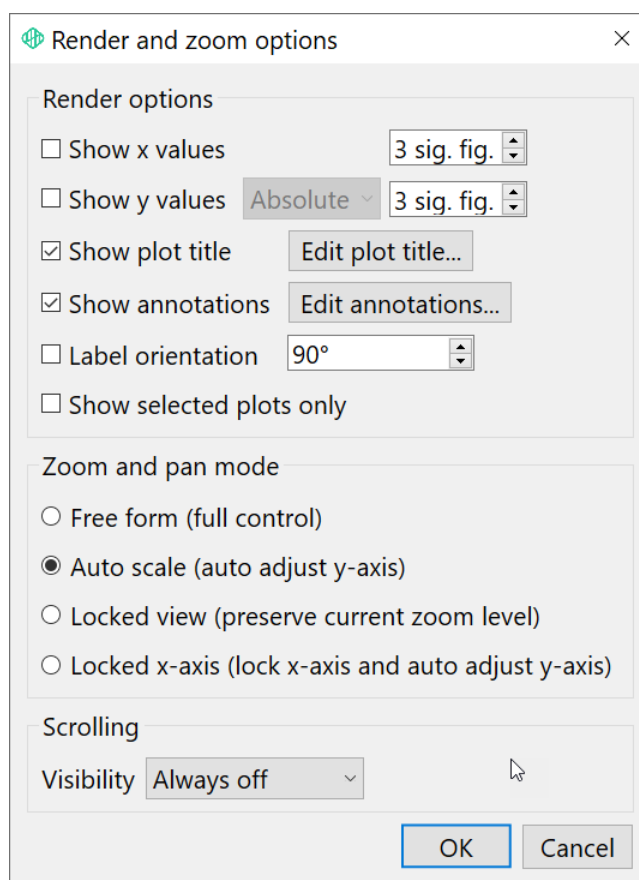 Render and zoom options
Render options
Show x values 3 sig. fig.
Show y values Absolute 3 sig. fig.
Show plot title Edit plot title...
Show annotations Edit annotations...
Label orientation 90°
Show selected plots only
Zoom and pan mode
Free form (full control)
Auto scale (auto adjust y-axis)
Locked view (preserve current zoom level)
Locked x-axis (lock x-axis and auto adjust y-axis)
Scrolling
Visibility Always off
OK Cancel